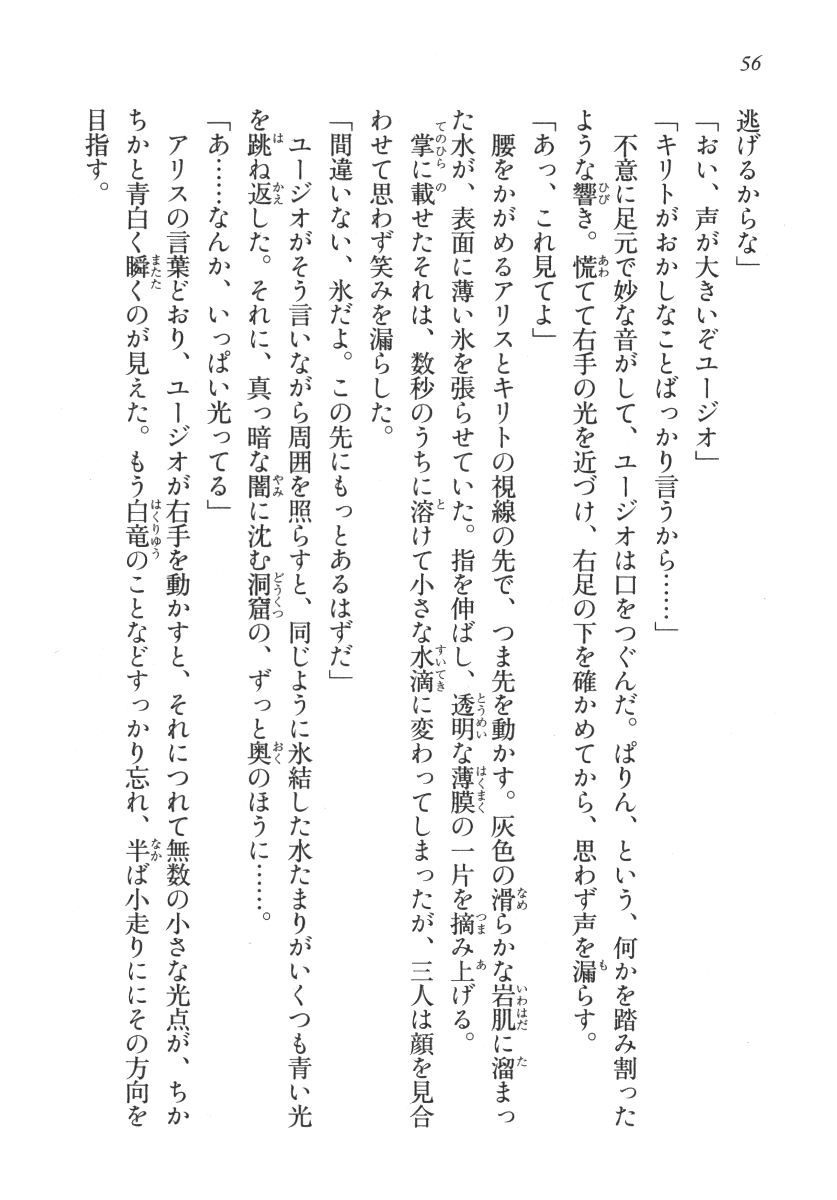 56
逃げるからな」
「おい、声が大きいぞユージオ」
「キリトがおかしなことばっかり言うから……」
　不意に足元で妙な音がして、ユージオは口をつぐんだ。ぱりん、という、何かを踏み割った
ような響き。慌てて右手の光を近づけ、右足の下を確かめてから、思わず声を漏らす。
「あっ、これ見てよ」
　腰をかがめるアリスとキリトの視線の先で、つま先を動かす。灰色の滑らかな岩肌に溜まっ
た水が、表面に薄い氷を張らせていた。指を伸ばし、透明な薄膜の一片を摘み上げる。
　掌に載せたそれは、数秒のうちに溶けて小さな水滴に変わってしまったが、三人は顔を見合
わせて思わず笑みを漏らした。
「間違いない、氷だよ。この先にもっとあるはずだ」
　ユージオがそう言いながら周囲を照らすと、同じように氷結した水たまりがいくつも青い光
を跳ね返した。それに、真っ暗な闇に沈む洞窟の、ずっと奥のほうに……。
「あ……なんか、いっぱい光ってる」
　アリスの言葉どおり、ユージオが右手を動かすと、それにつれて無数の小さな光点が、ちか
ちかと青白く瞬くのが見えた。もう白竜のことなどすっかり忘れ、半ば小走りににその方向を
目指す。